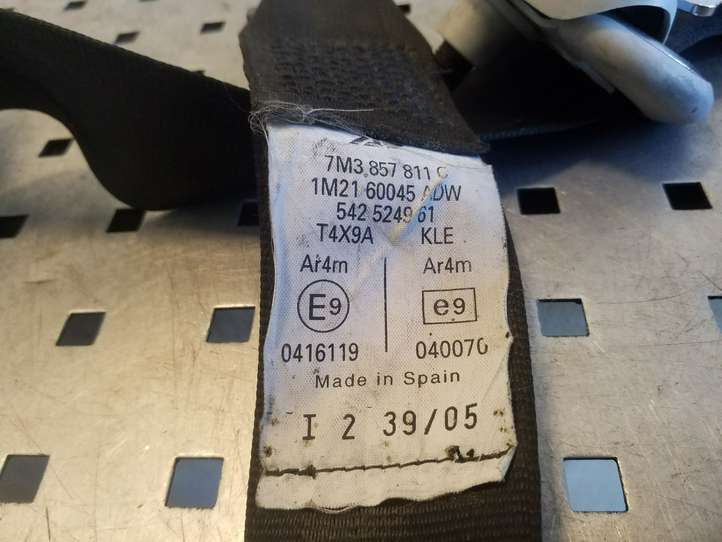 7M3 857 811 C
1M21 60045 ADW
542 5249 61
T4X9A KLE
Ar4m Ar4m
E9 e9
0416119 040070
Made in Spain
I 2 39/05